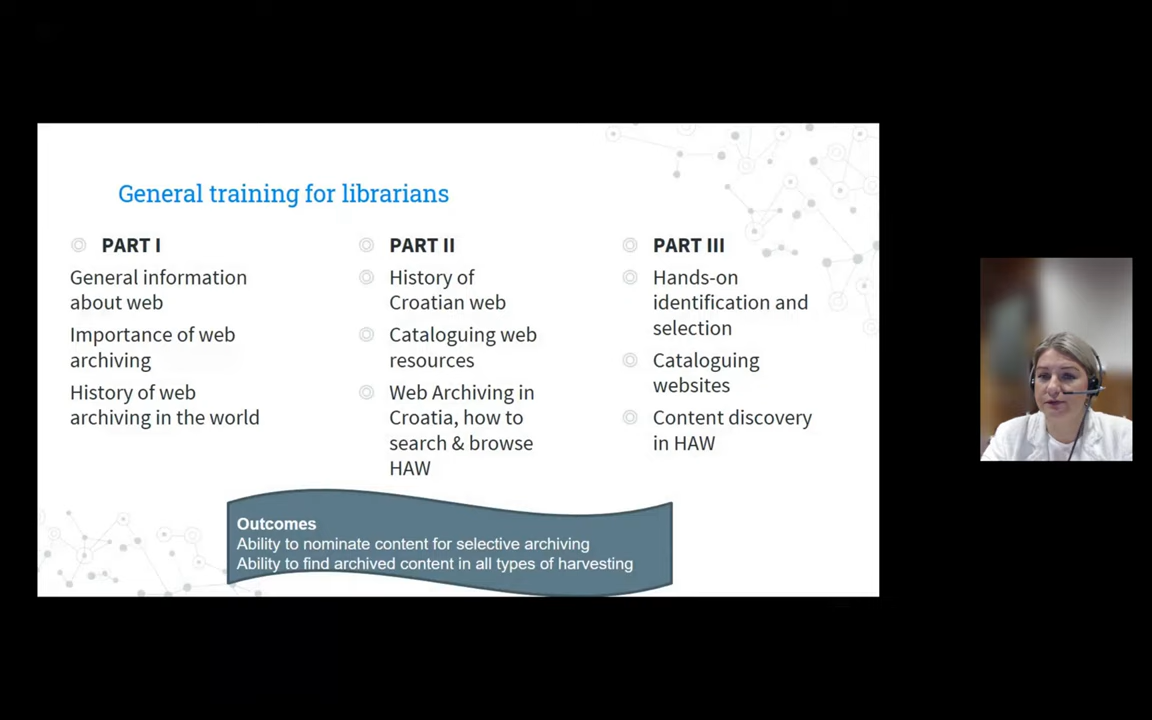 General training for librarians
PART I
General information
about web
Importance of web
archiving
History of web
archiving in the world
PART II
History of
Croatian web
Cataloguing web
resources
Web Archiving in
Croatia, how to
search & browse
HAW
PART III
Hands-on
identification and
selection
Cataloguing
websites
Content discovery
in HAW
Outcomes
Ability to nominate content for selective archiving
Ability to find archived content in all types of harvesting